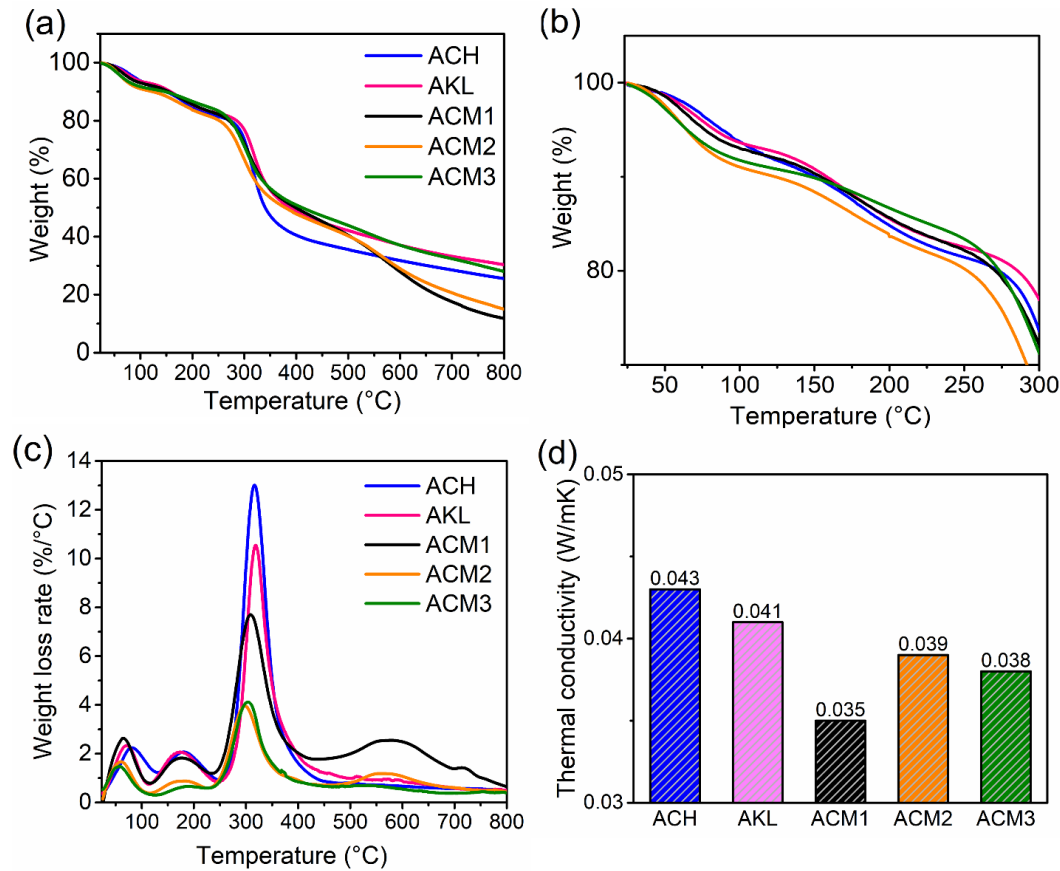 (a)
ACH
AKL
ACM1
ACM2
ACM3
100
80
60
40
20
0
Weight (%)
100 200 300 400 500 600 700 800
Temperature (°C)
(b)
100
80
Weight (%)
50 100 150 200 250 300
Temperature (°C)
(c)
ACH
AKL
ACM1
ACM2
ACM3
14
12
10
8
6
4
2
0
Weight loss rate (%/°C)
100 200 300 400 500 600 700 800
Temperature (°C)
(d)
0.05
0.04
0.03
Thermal conductivity (W/mK)
0.043
0.041
0.035
0.039
0.038
ACH AKL ACM1 ACM2 ACM3